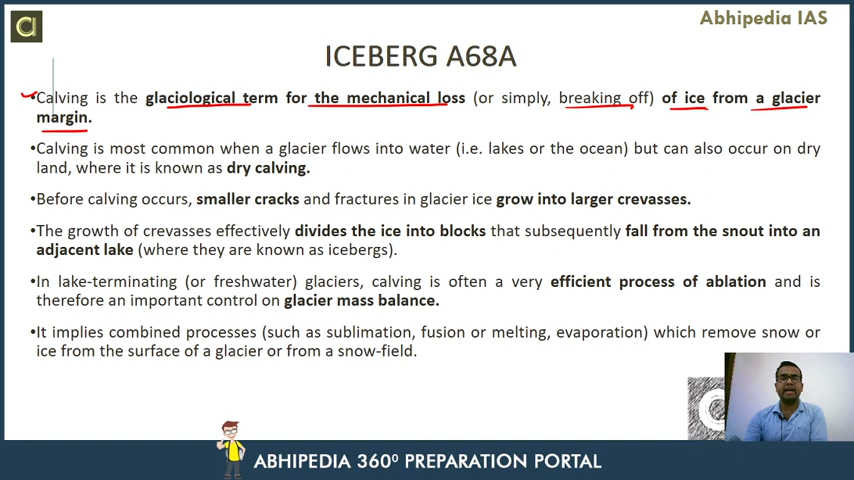 Abhipedia IAS
ICEBERG A68A
•Calving is the glaciological term for the mechanical loss (or simply, breaking off) of ice from a glacier
margin.
•Calving is most common when a glacier flows into water (i.e. lakes or the ocean) but can also occur on dry
land, where it is known as dry calving.
•Before calving occurs, smaller cracks and fractures in glacier ice grow into larger crevasses.
•The growth of crevasses effectively divides the ice into blocks that subsequently fall from the snout into an
adjacent lake (where they are known as icebergs).
•In lake-terminating (or freshwater) glaciers, calving is often a very efficient process of ablation and is
therefore an important control on glacier mass balance.
•It implies combined processes (such as sublimation, fusion or melting, evaporation) which remove snow or
ice from the surface of a glacier or from a snow-field.
ABHIPEDIA 360⁰ PREPARATION PORTAL